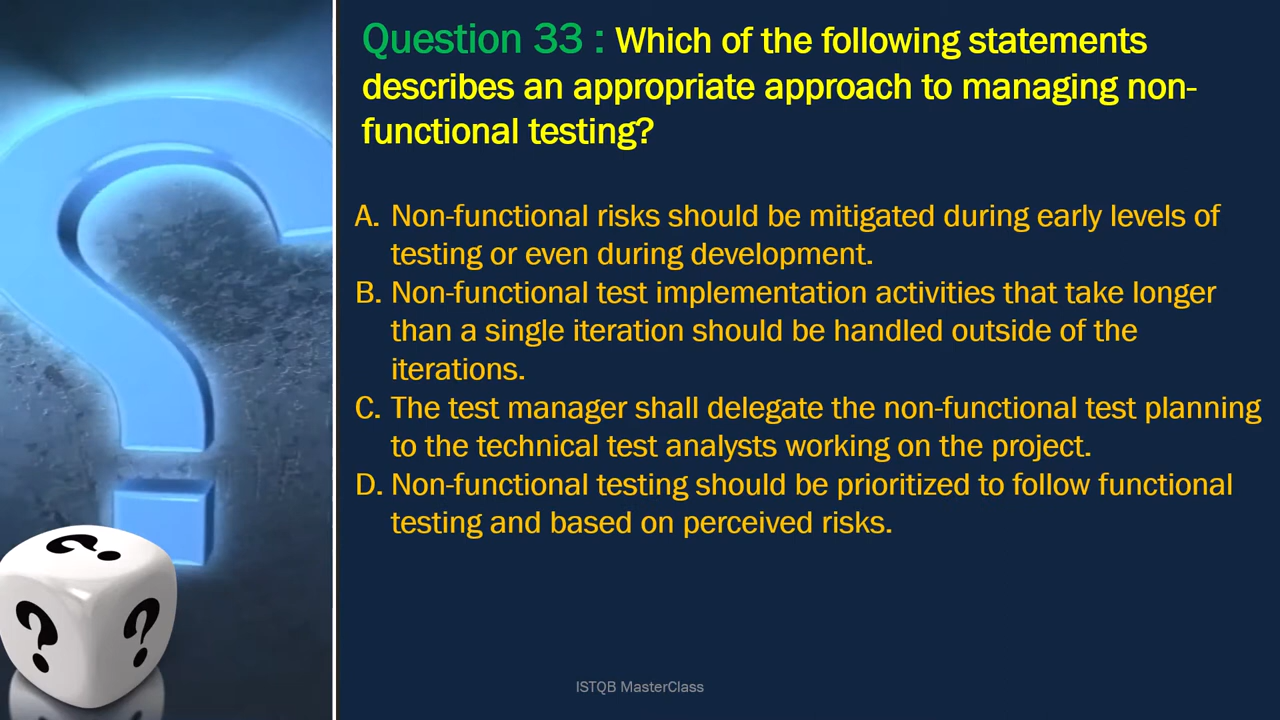 Question 33 : Which of the following statements
describes an appropriate approach to managing non-
functional testing?
A. Non-functional risks should be mitigated during early levels of
testing or even during development.
B. Non-functional test implementation activities that take longer
than a single iteration should be handled outside of the
iterations.
C. The test manager shall delegate the non-functional test planning
to the technical test analysts working on the project.
D. Non-functional testing should be prioritized to follow functional
testing and based on perceived risks.
? ? ?
ISTQB MasterClass